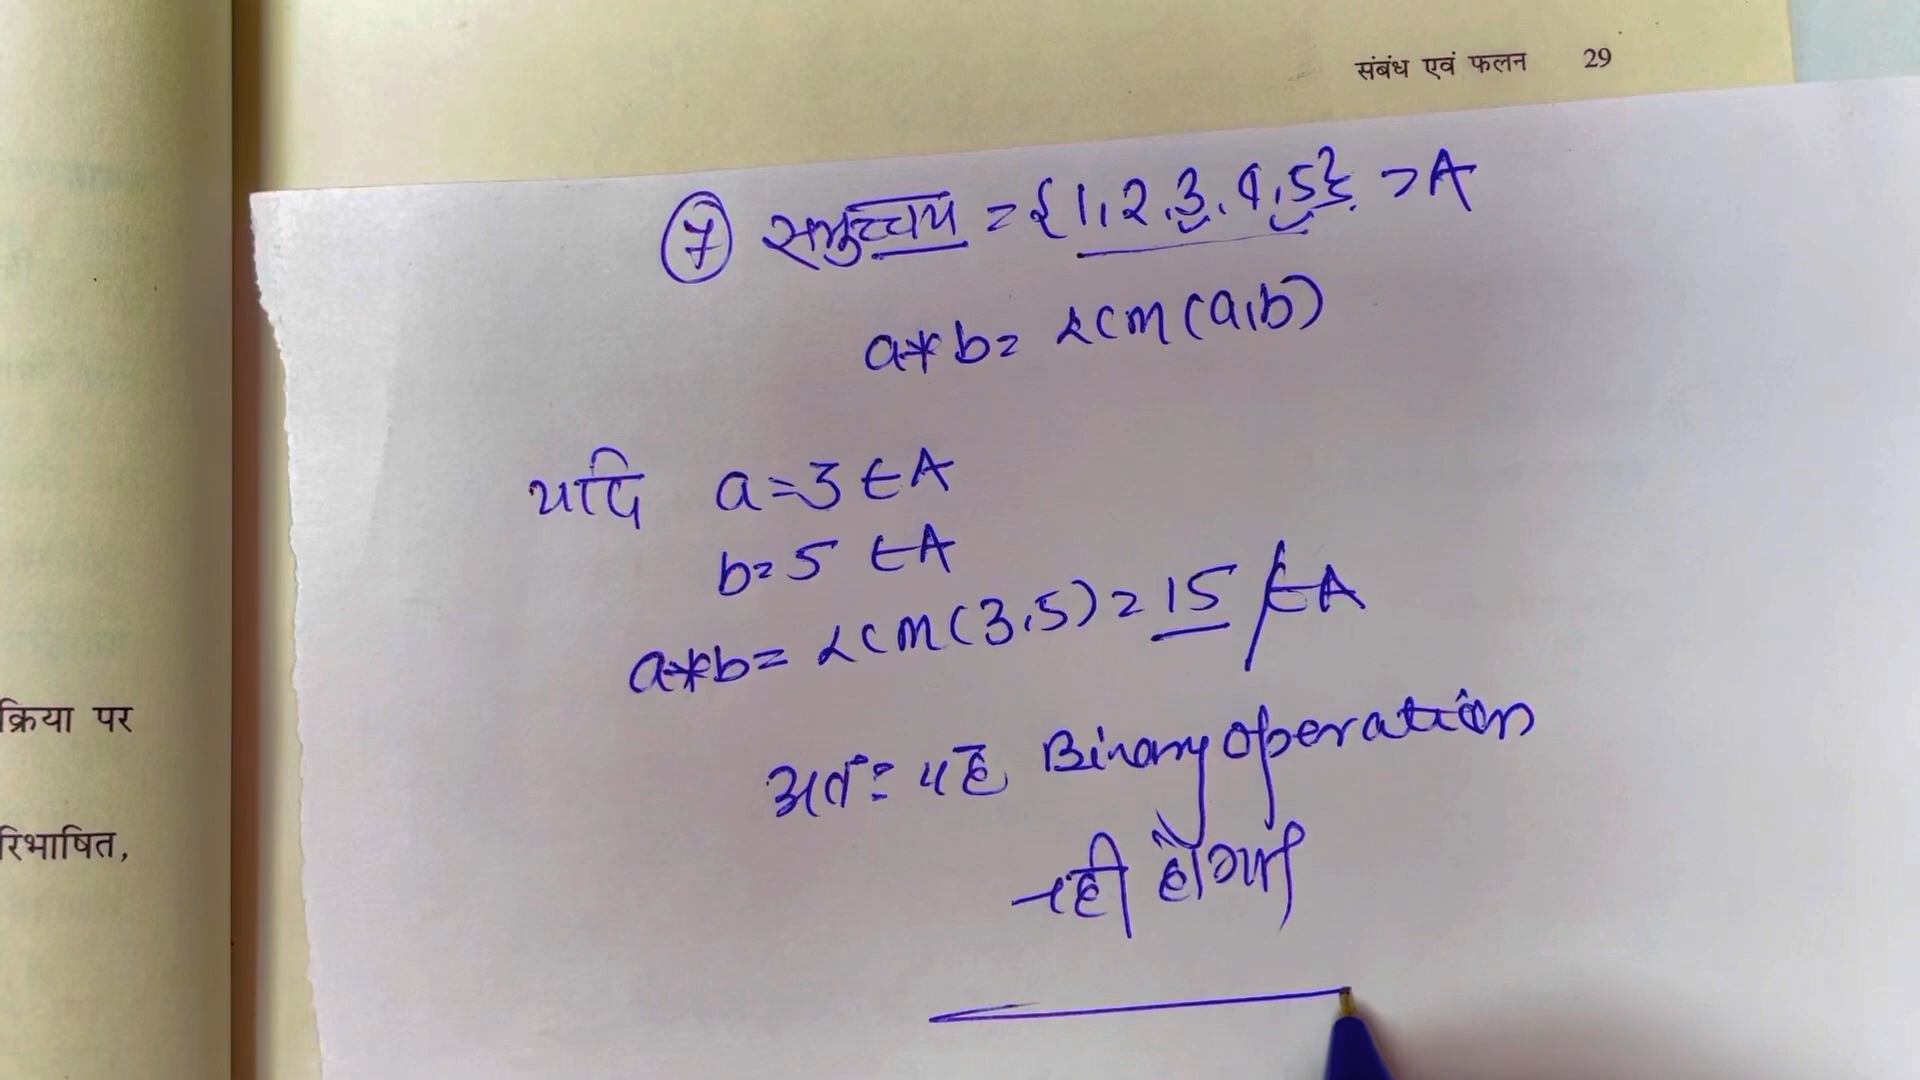 संबंध एवं फलन 29
7 समुच्चय = {1,2,3,4,5} = A
a*b = LCM (a,b)
यदि a=3 ∈ A
b=5 ∈ A
a*b = LCM (3,5) = 15 ∉ A
अतः यह Binary Operation
नही होगा
क्रिया पर
रिभाषित,